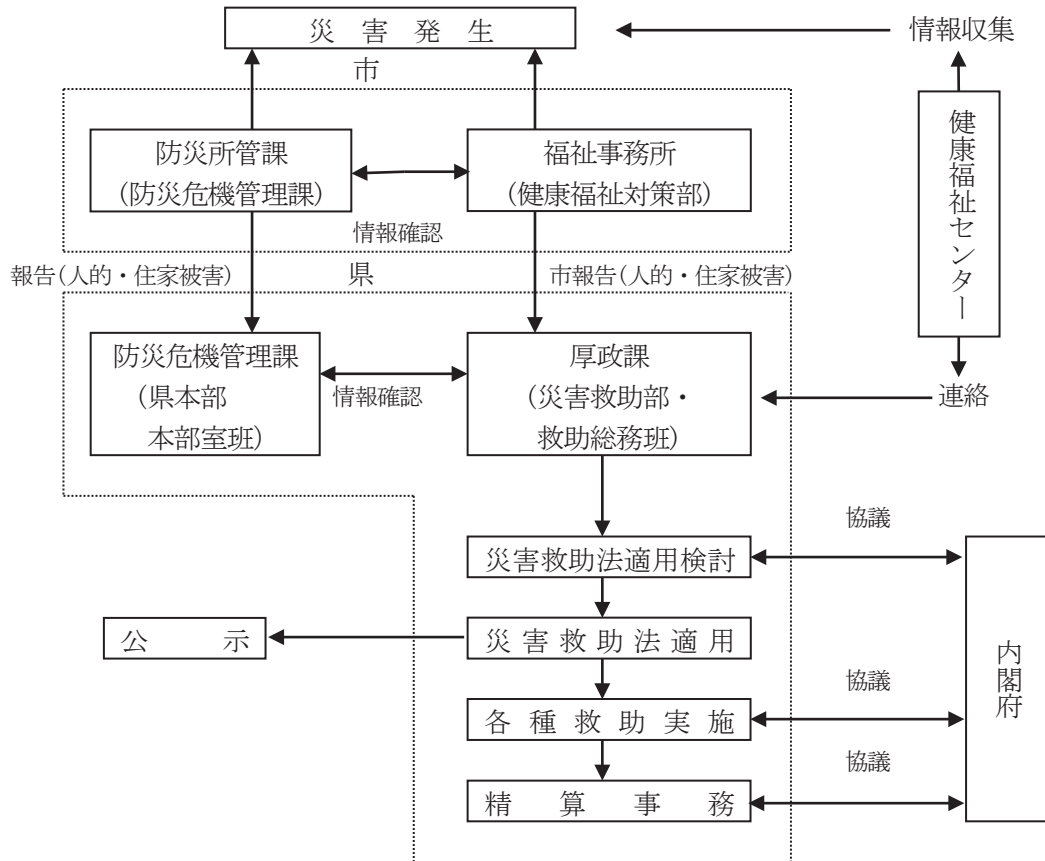 災害発生
情報収集
市
防災所管課
(防災危機管理課)
福祉事務所
(健康福祉対策部)
情報確認
健康福祉センター
報告(人的・住家被害)
県
市報告(人的・住家被害)
防災危機管理課
(県本部
本部室班)
情報確認
厚政課
(災害救助部・
救助総務班)
連絡
協議
災害救助法適用検討
公示
災害救助法適用
内閣府
協議
各種救助実施
協議
精算事務